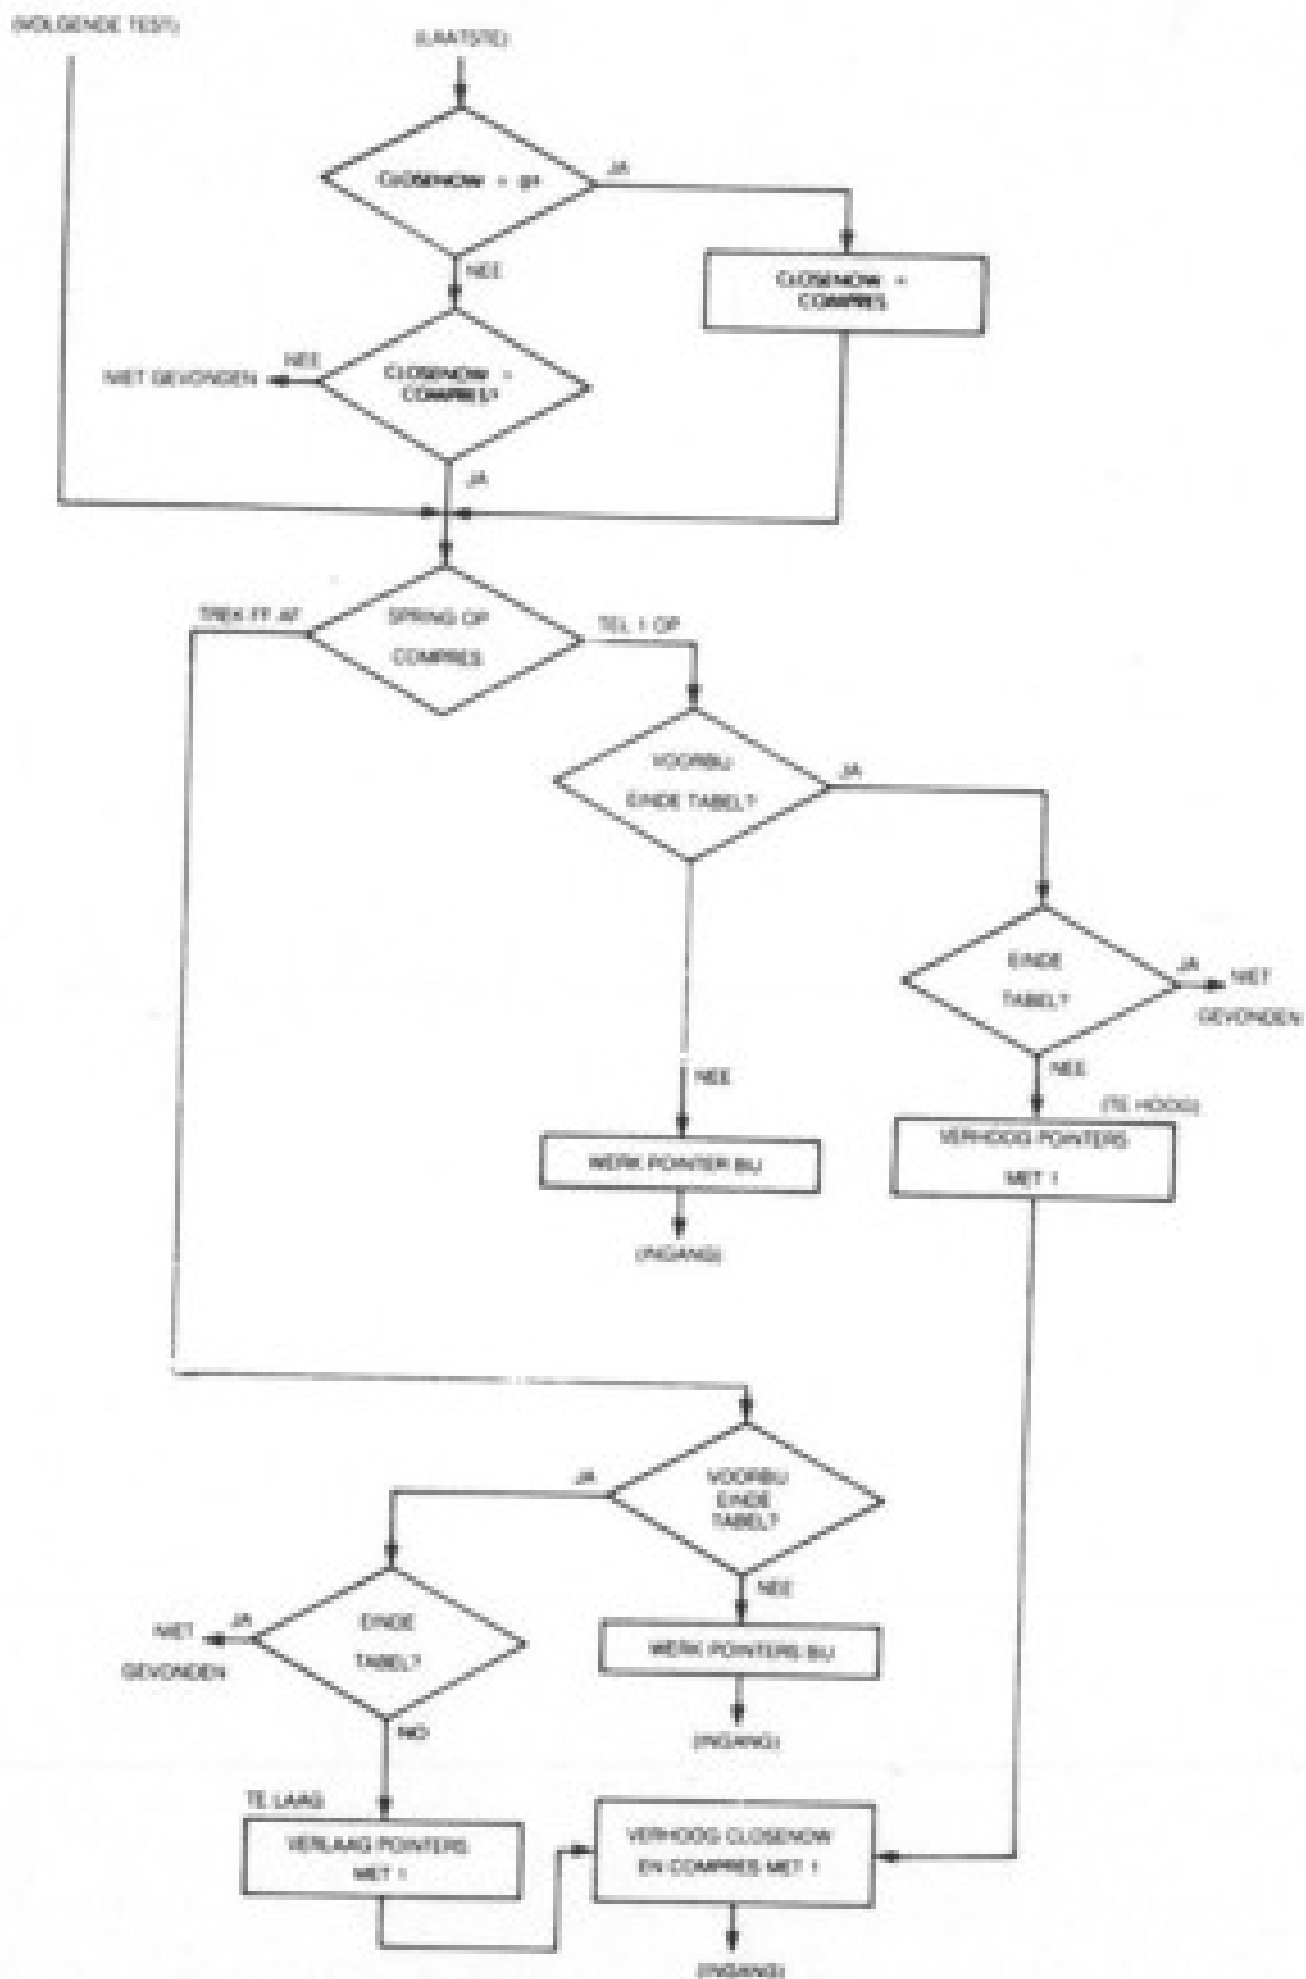 (VOLGENDE TEST)
(LAATSTE)
CLOSENOW = 0?
JA
NEE
CLOSENOW =
COMPRES
NEE
NIET GEVONDEN
CLOSENOW =
COMPRES?
JA
TREK FF AF
SPRING OP
COMPRES
TEL 1 OP
VOORBIJ
EINDE TABEL?
JA
EINDE
TABEL?
JA
NIET
GEVONDEN
NEE
NEE
(TE HOOG)
WERK POINTER BIJ
VERHOOG POINTERS
MET 1
(INGANG)
JA
VOORBIJ
EINDE
TABEL?
NEE
NIET
GEVONDEN
JA
EINDE
TABEL?
WERK POINTERS BIJ
NO
(INGANG)
TE LAAG
VERLAAG POINTERS
MET 1
VERHOOG CLOSENOW
EN COMPRES MET 1
(INGANG)